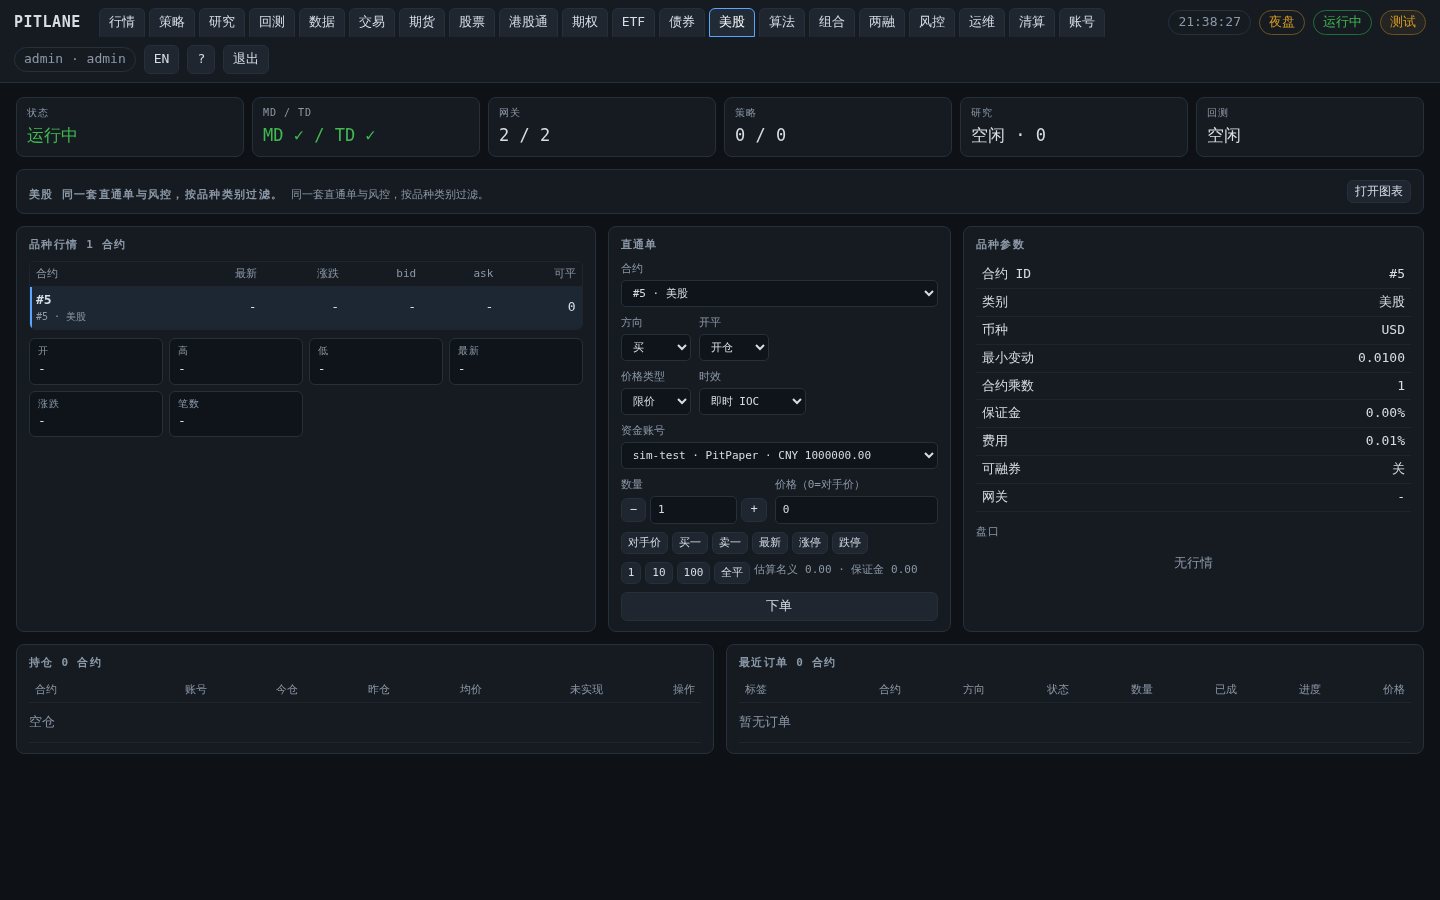 PITLANE 行情 策略 研究 回测 数据 交易 期货 股票 港股通 期权 ETF 债券 美股 算法 组合 两融 风控 运维 清算 账号 21:38:27 夜盘 运行中 测试
admin · admin EN ? 退出
状态 MD / TD 网关 策略 研究 回测
运行中 MD ✓ / TD ✓ 2 / 2 0 / 0 空闲 · 0 空闲
美股 同一套直通单与风控，按品种类别过滤。 同一套直通单与风控，按品种类别过滤。 打开图表
品种行情 1 合约
合约 最新 涨跌 bid ask 可平
#5 - - - - 0
#5 · 美股
开 高 低 最新
- - - -
涨跌 笔数
- -
直通单
合约
#5 · 美股
方向 开平
买 开仓
价格类型 时效
限价 即时 IOC
资金账号
sim-test · PitPaper · CNY 1000000.00
数量 价格（0=对手价）
− 1 + 0
对手价 买一 卖一 最新 涨停 跌停
1 10 100 全平 估算名义 0.00 · 保证金 0.00
下单
品种参数
合约 ID #5
类别 美股
币种 USD
最小变动 0.0100
合约乘数 1
保证金 0.00%
费用 0.01%
可融券 关
网关 -
盘口
无行情
持仓 0 合约
合约 账号 今仓 昨仓 均价 未实现 操作
空仓
最近订单 0 合约
标签 合约 方向 状态 数量 已成 进度 价格
暂无订单